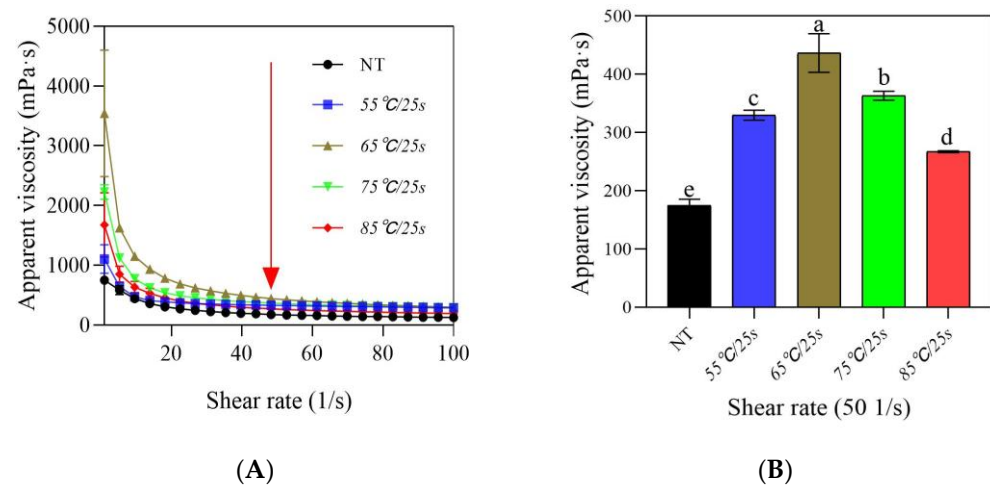 5000
4000
3000
2000
1000
0
Apparent viscosity (mPa·s)
20
40
60
80
100
Shear rate (1/s)
NT
55℃/25s
65℃/25s
75℃/25s
85℃/25s
(A)
500
400
300
200
100
0
Apparent viscosity (mPa·s)
e
c
a
b
d
NT
55℃/25s
65℃/25s
75℃/25s
85℃/25s
Shear rate (50 1/s)
(B)